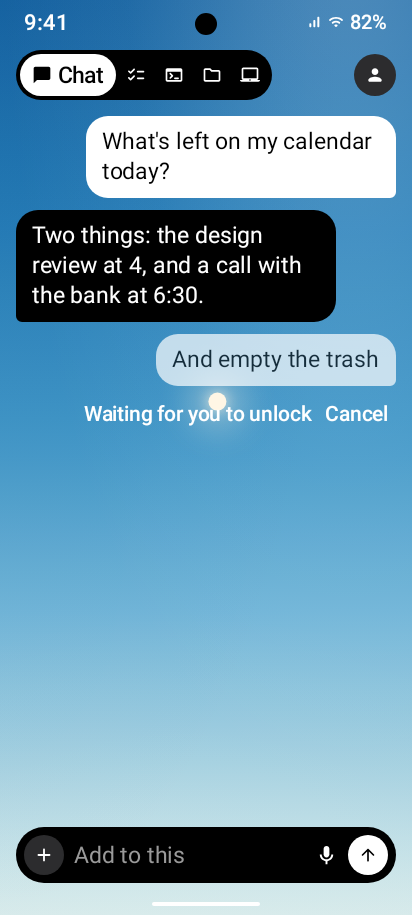 9:41
82%
Chat
What's left on my calendar
today?
Two things: the design
review at 4, and a call with
the bank at 6:30.
And empty the trash
Waiting for you to unlock Cancel
Add to this